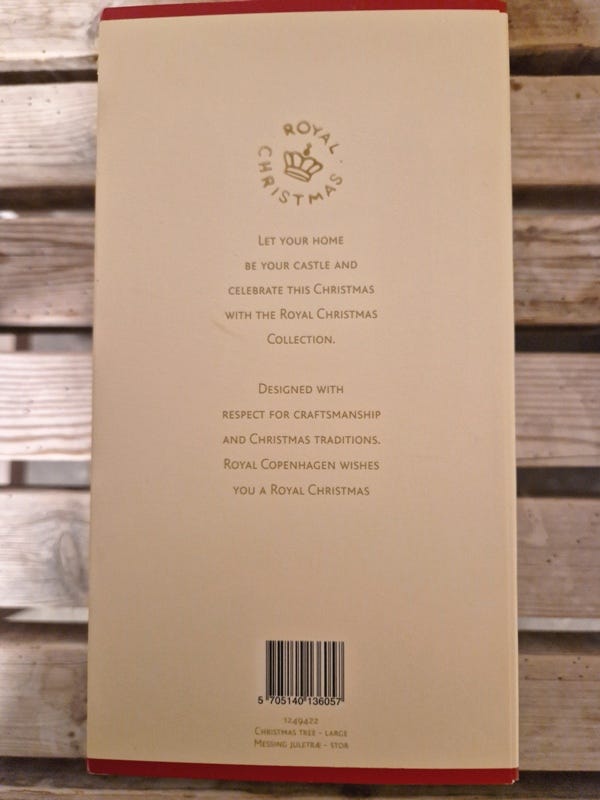 ROYAL CHRISTMAS
LET YOUR HOME
BE YOUR CASTLE AND
CELEBRATE THIS CHRISTMAS
WITH THE ROYAL CHRISTMAS
COLLECTION.
DESIGNED WITH
RESPECT FOR CRAFTSMANSHIP
AND CHRISTMAS TRADITIONS.
ROYAL COPENHAGEN WISHES
YOU A ROYAL CHRISTMAS
5 705140 136057
1249422
CHRISTMAS TREE - LARGE
MESSING JULETRÆ - STOR